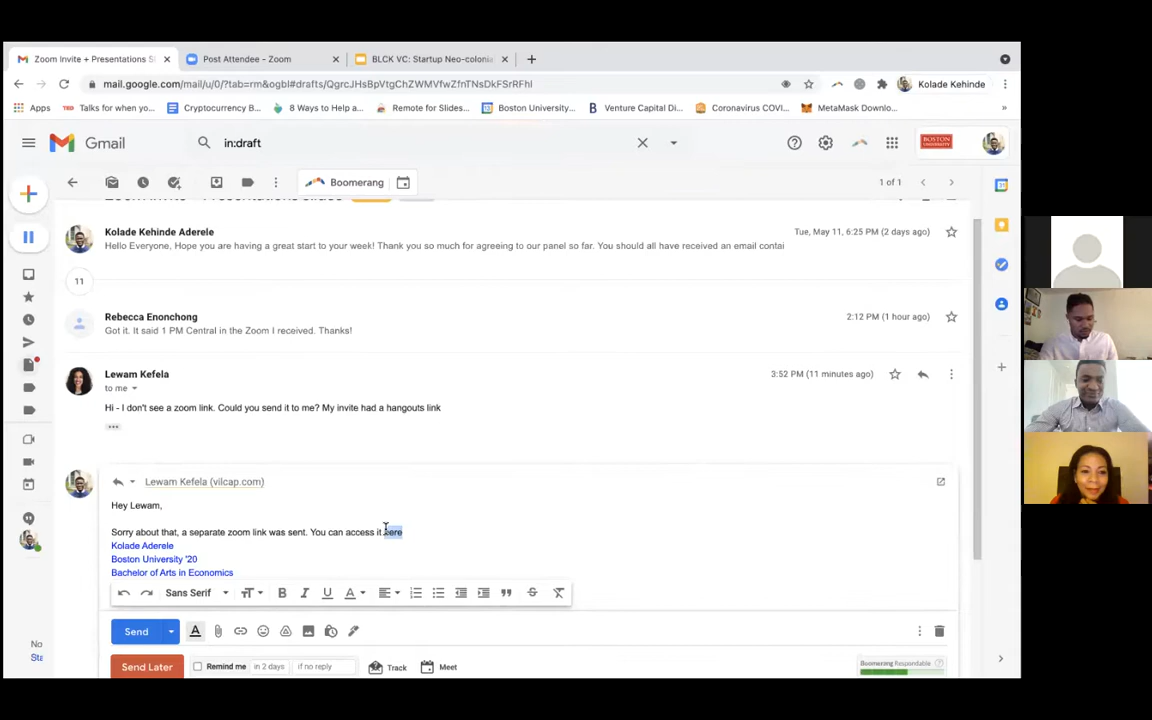 Zoom Invite + Presentations Sl
Post Attendee - Zoom
BLCK VC: Startup Neo-colonia
mail.google.com/mail/u/0/?tab=rm&ogbl#drafts/QgrcJHsBpVtgChZWMVfwZfnTNsDkFSrRFhl
Kolade Kehinde
Apps
TED
Talks for when yo...
Cryptocurrency B...
8 Ways to Help a...
Remote for Slides...
Boston University...
B
Venture Capital Di...
Coronavirus COVI...
MetaMask Downlo...
»
Gmail
in:draft
BOSTON
UNIVERSITY
Boomerang
1 of 1
Kolade Kehinde Aderele
Tue, May 11, 6:25 PM (2 days ago)
Hello Everyone, Hope you are having a great start to your week! Thank you so much for agreeing to our panel so far. You should all have received an email contai
11
Rebecca Enonchong
2:12 PM (1 hour ago)
Got it. It said 1 PM Central in the Zoom I received. Thanks!
Lewam Kefela
3:52 PM (11 minutes ago)
to me
Hi - I don't see a zoom link. Could you send it to me? My invite had a hangouts link
Lewam Kefela (vilcap.com)
Hey Lewam,
Sorry about that, a separate zoom link was sent. You can access it here
Kolade Aderele
Boston University '20
Bachelor of Arts in Economics
Sans Serif
Send
Send Later
Remind me
in 2 days
if no reply
Track
Meet
Boomerang Respondable
No
Sta